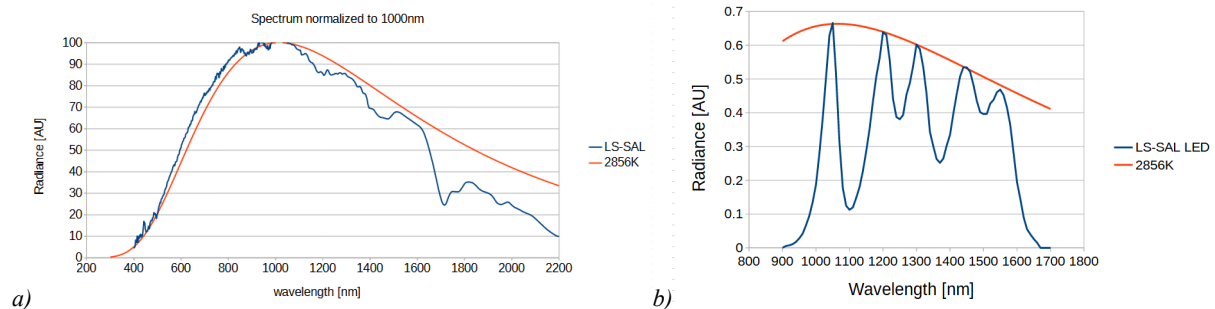 Spectrum normalized to 1000nm
Radiance [AU]
100
90
80
70
60
50
40
30
20
10
0
200 400 600 800 1000 1200 1400 1600 1800 2000 2200
wavelength [nm]
LS-SAL
2856K
a)
Radiance [AU]
0.7
0.6
0.5
0.4
0.3
0.2
0.1
0
800 900 1000 1100 1200 1300 1400 1500 1600 1700 1800
Wavelength [nm]
LS-SAL LED
2856K
b)